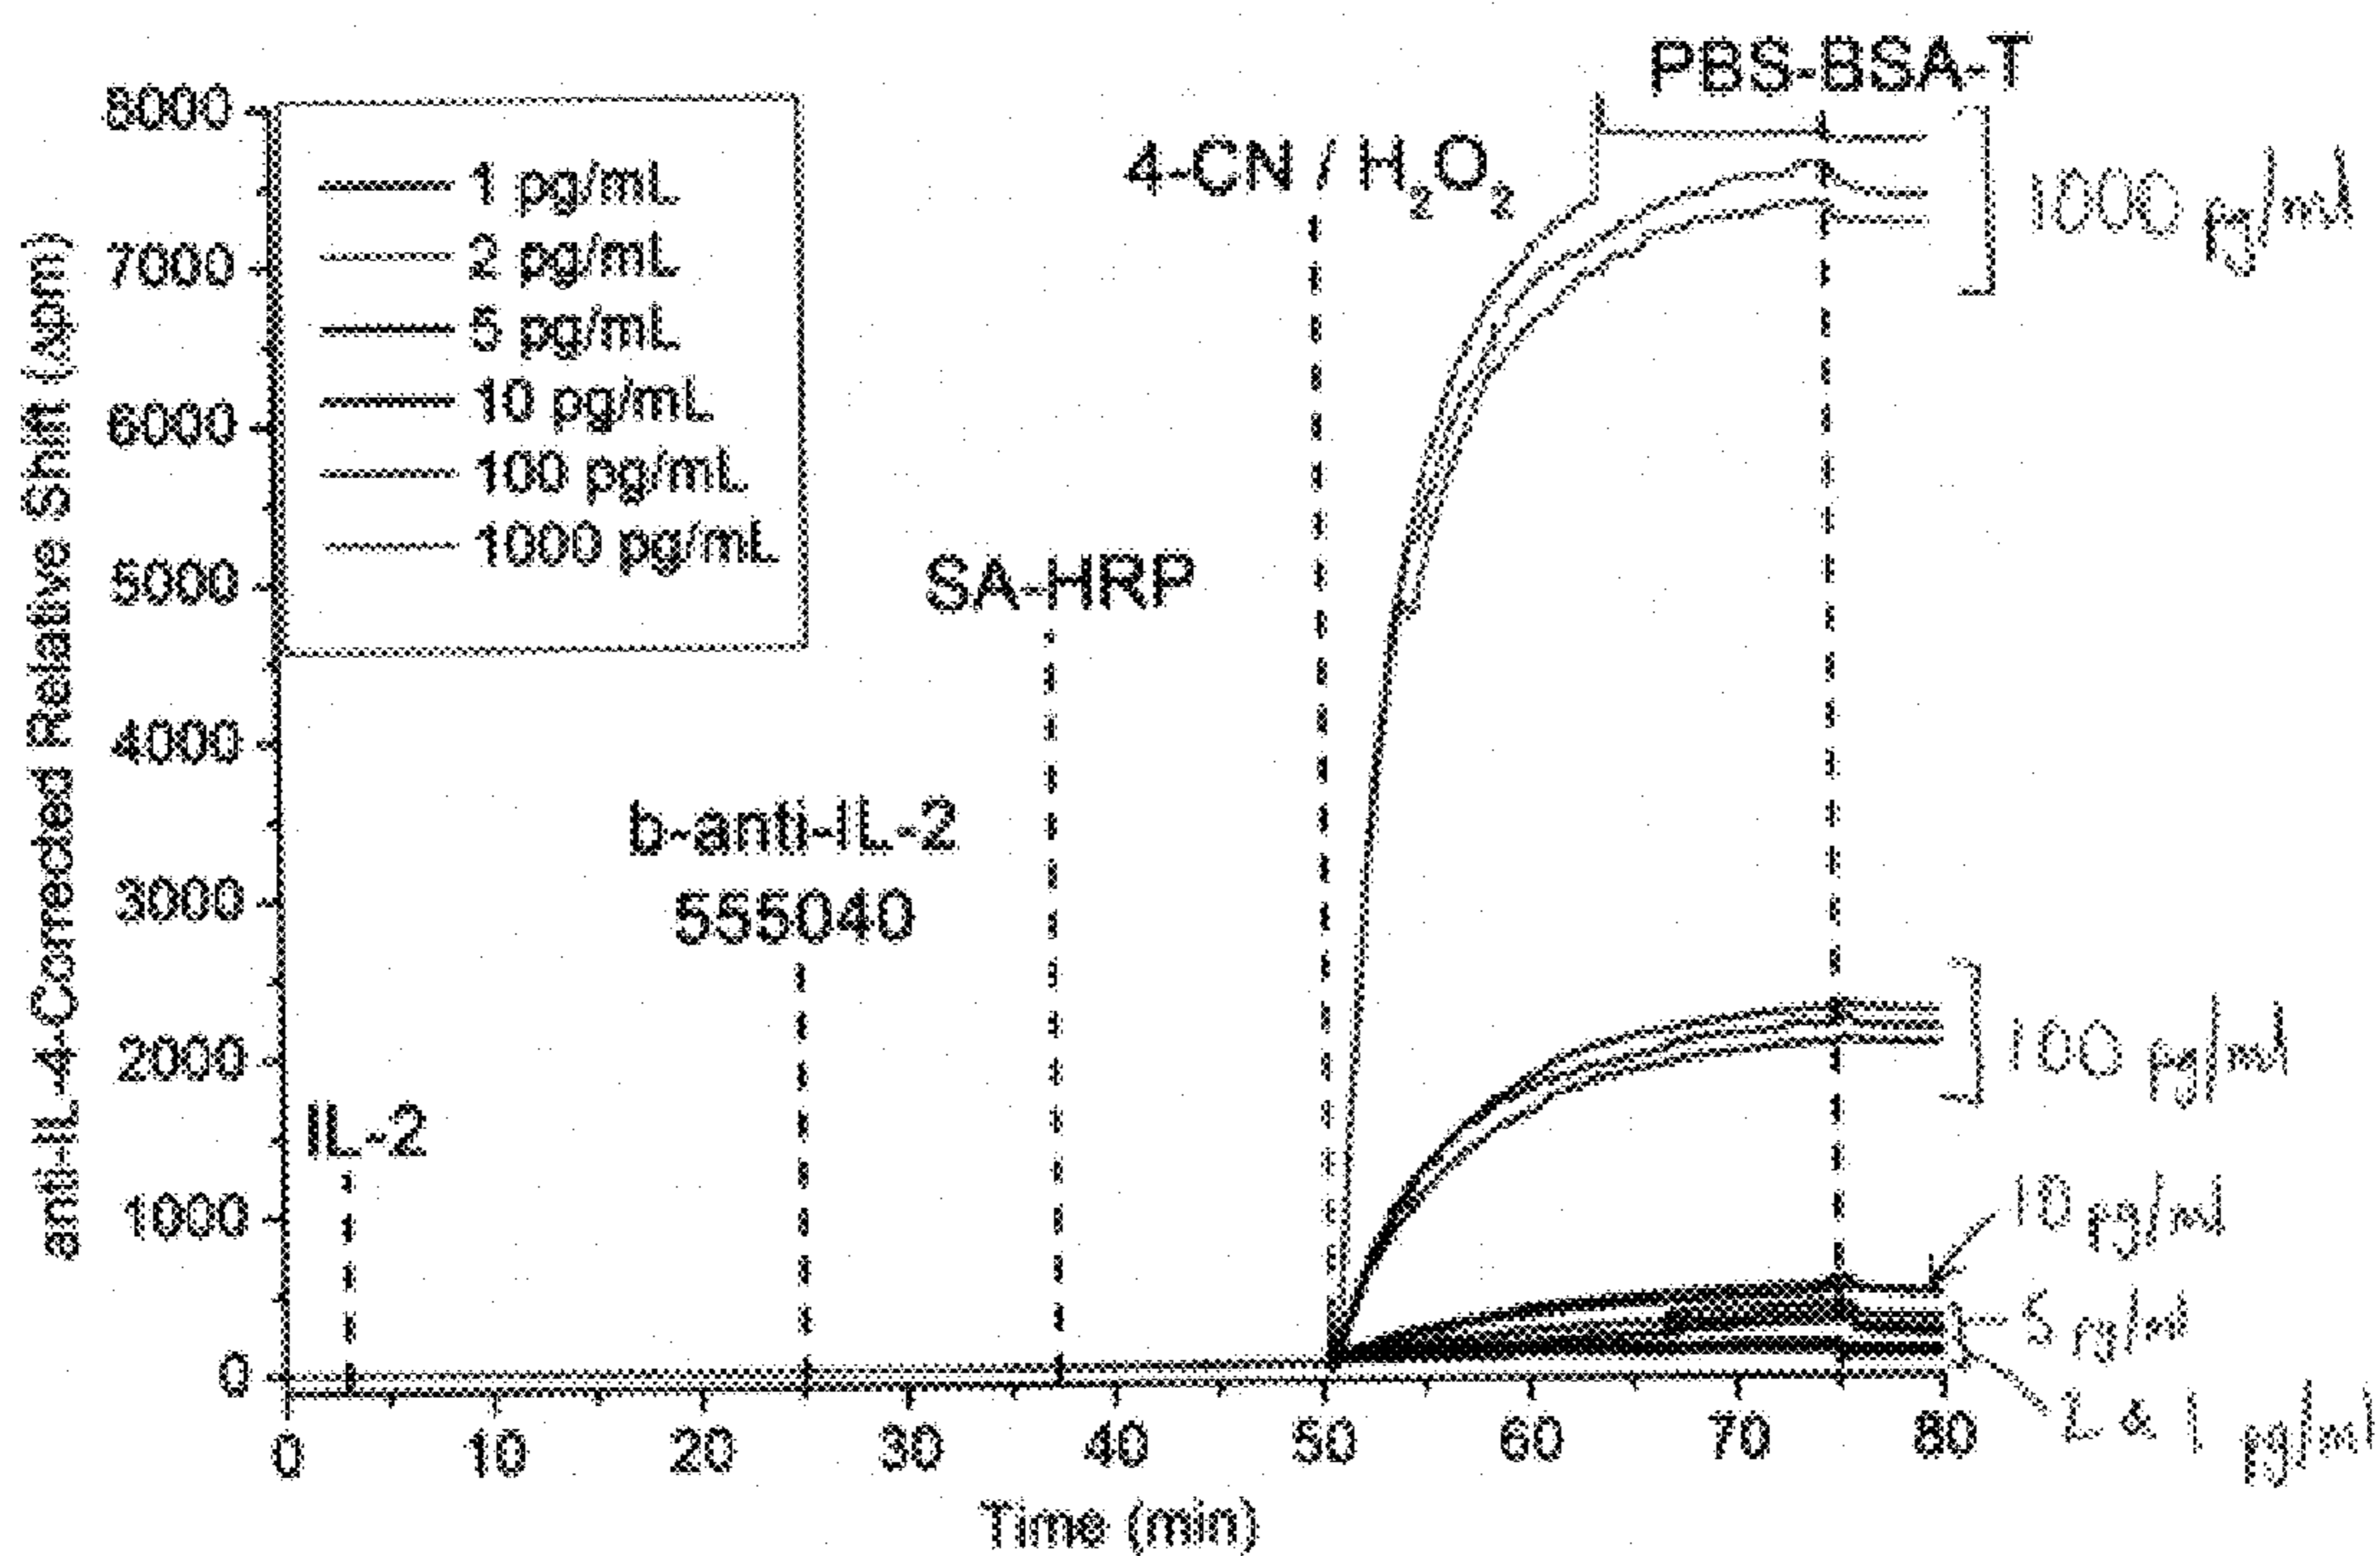 anti-IL-4-Corrected Relative Shift (Δpm)
8000
7000
6000
5000
4000
3000
2000
1000
0
1 pg/mL
2 pg/mL
5 pg/mL
10 pg/mL
100 pg/mL
1000 pg/mL
IL-2
b-anti-IL-2
555040
SA-HRP
4-CN / H₂O₂
PBS-BSA-T
1000 pg/ml
100 pg/ml
10 pg/ml
5 pg/ml
2 & 1 pg/ml
0 10 20 30 40 50 60 70 80
Time (min)